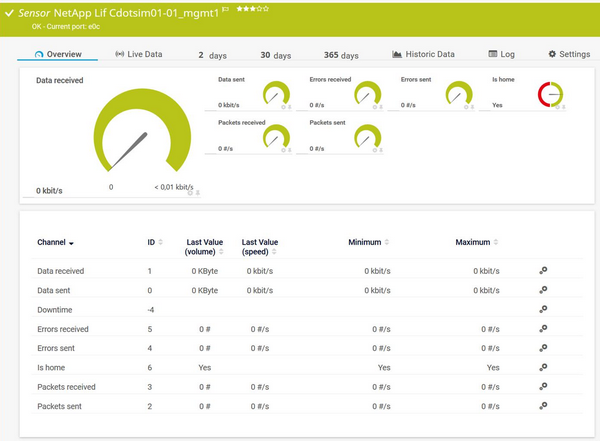 Sensor NetApp Lif Cdotsim01-01_mgmt1
OK - Current port: e0c
Overview
Live Data
2 days
30 days
365 days
Historic Data
Log
Settings
Data received
0
< 0,01 kbit/s
0 kbit/s
Data sent
0 kbit/s
Errors received
0 #/s
Errors sent
0 #/s
Is home
Yes
Packets received
0 #/s
Packets sent
0 #/s
Channel ID Last Value (volume) Last Value (speed) Minimum Maximum
Data received 1 0 KByte 0 kbit/s 0 kbit/s 0 kbit/s
Data sent 0 0 KByte 0 kbit/s 0 kbit/s 0 kbit/s
Downtime -4
Errors received 5 0 # 0 #/s 0 #/s 0 #/s
Errors sent 4 0 # 0 #/s 0 #/s 0 #/s
Is home 6 Yes Yes Yes
Packets received 3 0 # 0 #/s 0 #/s 0 #/s
Packets sent 2 0 # 0 #/s 0 #/s 0 #/s